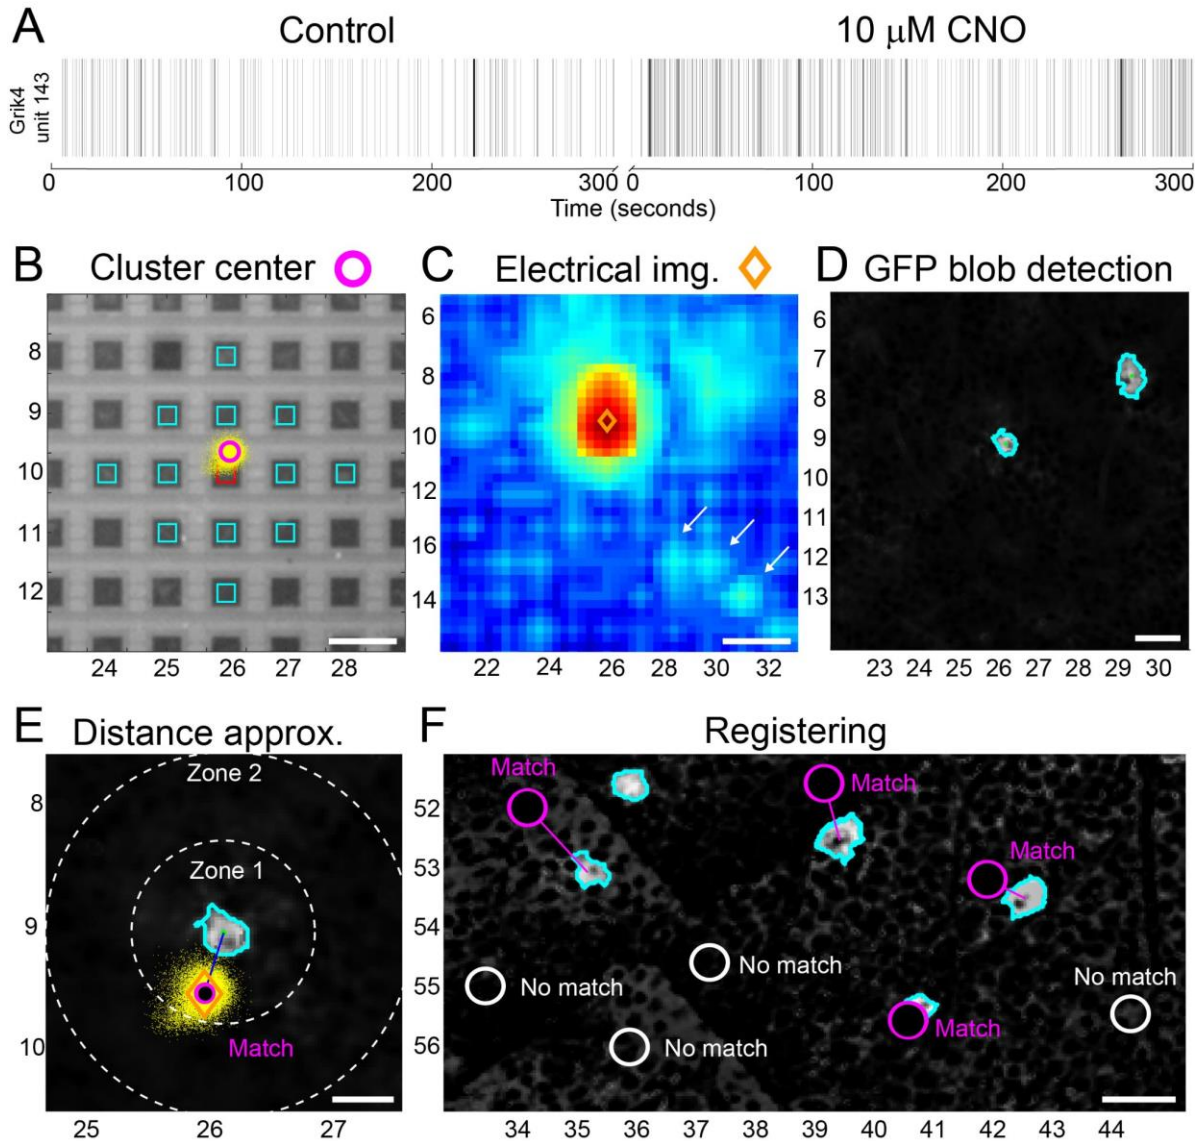 A
Control
10 μM CNO
Grik4
unit 143
0 100 200 300 0 100 200 300
Time (seconds)
B Cluster center
8
9
10
11
12
24 25 26 27 28
C Electrical img.
6
8
10
12
16
14
22 24 26 28 30 32
D GFP blob detection
6
7
8
9
10
11
12
13
23 24 25 26 27 28 29 30
E Distance approx.
Zone 2
Zone 1
Match
8
9
10
25 26 27
F Registering
Match
Match
Match
No match
No match
No match
Match
No match
52
53
54
55
56
34 35 36 37 38 39 40 41 42 43 44